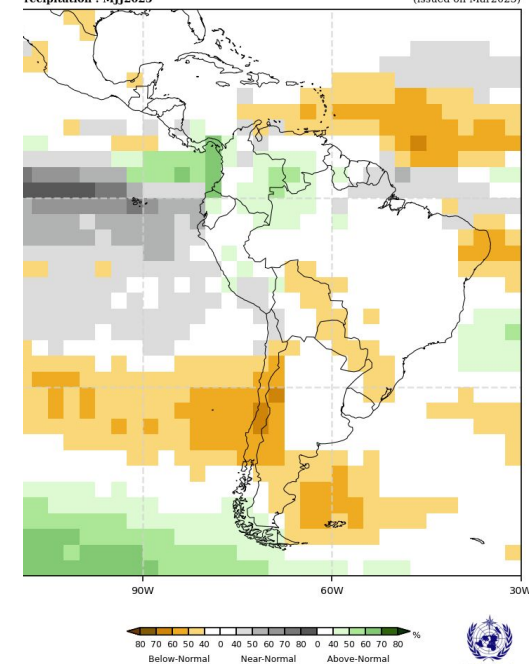 recipitation : MJJ2025 (issued on Mar2025)
90W 60W 30W
80 70 60 50 40 0 40 50 60 70 80 0 40 50 60 70 80 %
Below-Normal Near-Normal Above-Normal